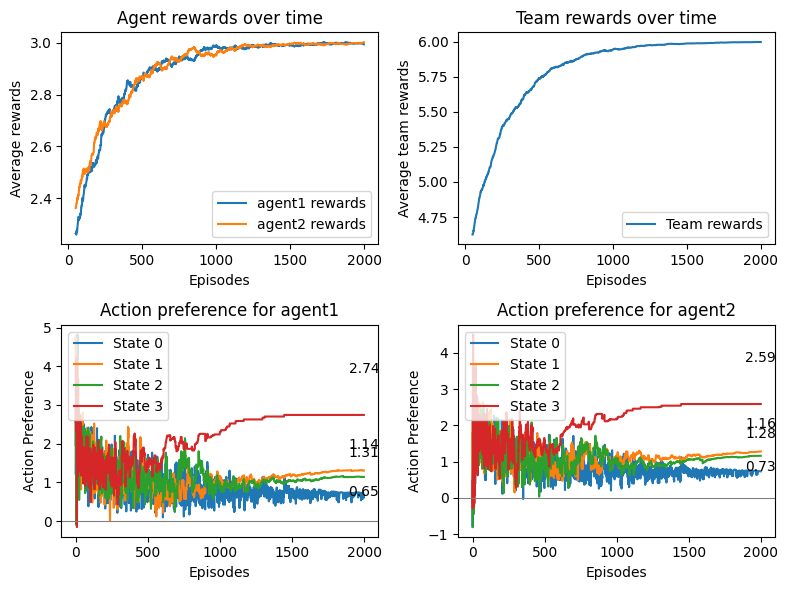 Agent rewards over time
Average rewards
3.0
2.8
2.6
2.4
agent1 rewards
agent2 rewards
0
500
1000
1500
2000
Episodes
Team rewards over time
Average team rewards
6.00
5.75
5.50
5.25
5.00
4.75
Team rewards
0
500
1000
1500
2000
Episodes
Action preference for agent1
Action Preference
5
4
3
2
1
0
State 0
State 1
State 2
State 3
2.74
1.14
1.31
0.65
0
500
1000
1500
2000
Episodes
Action preference for agent2
Action Preference
4
3
2
1
0
−1
State 0
State 1
State 2
State 3
2.59
1.16
1.28
0.73
0
500
1000
1500
2000
Episodes